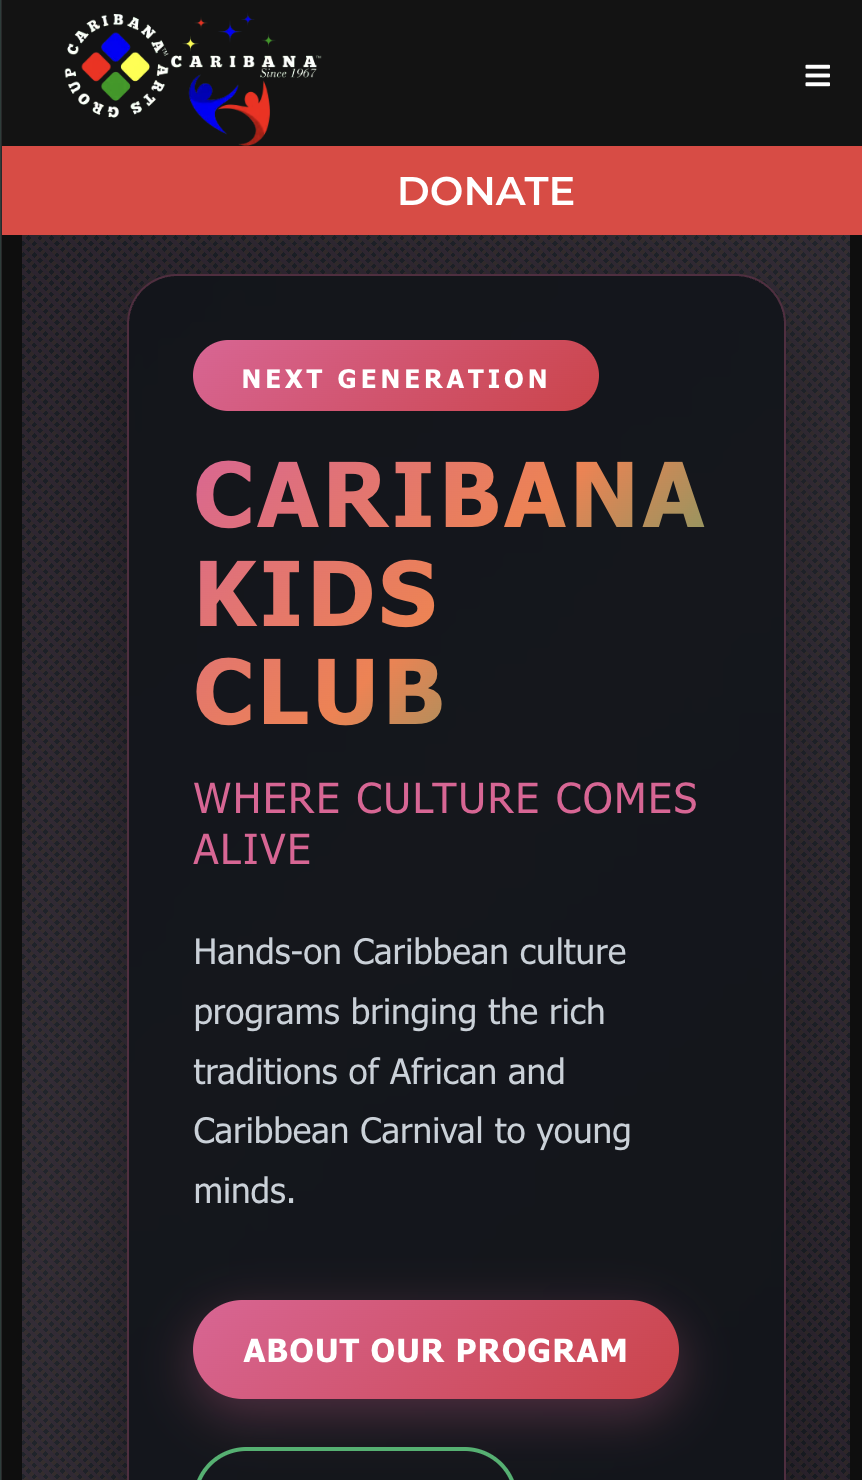 CARIBANA ARTS GROUP
CARIBANA™
Since 1967
DONATE
NEXT GENERATION
CARIBANA
KIDS
CLUB
WHERE CULTURE COMES
ALIVE
Hands-on Caribbean culture
programs bringing the rich
traditions of African and
Caribbean Carnival to young
minds.
ABOUT OUR PROGRAM